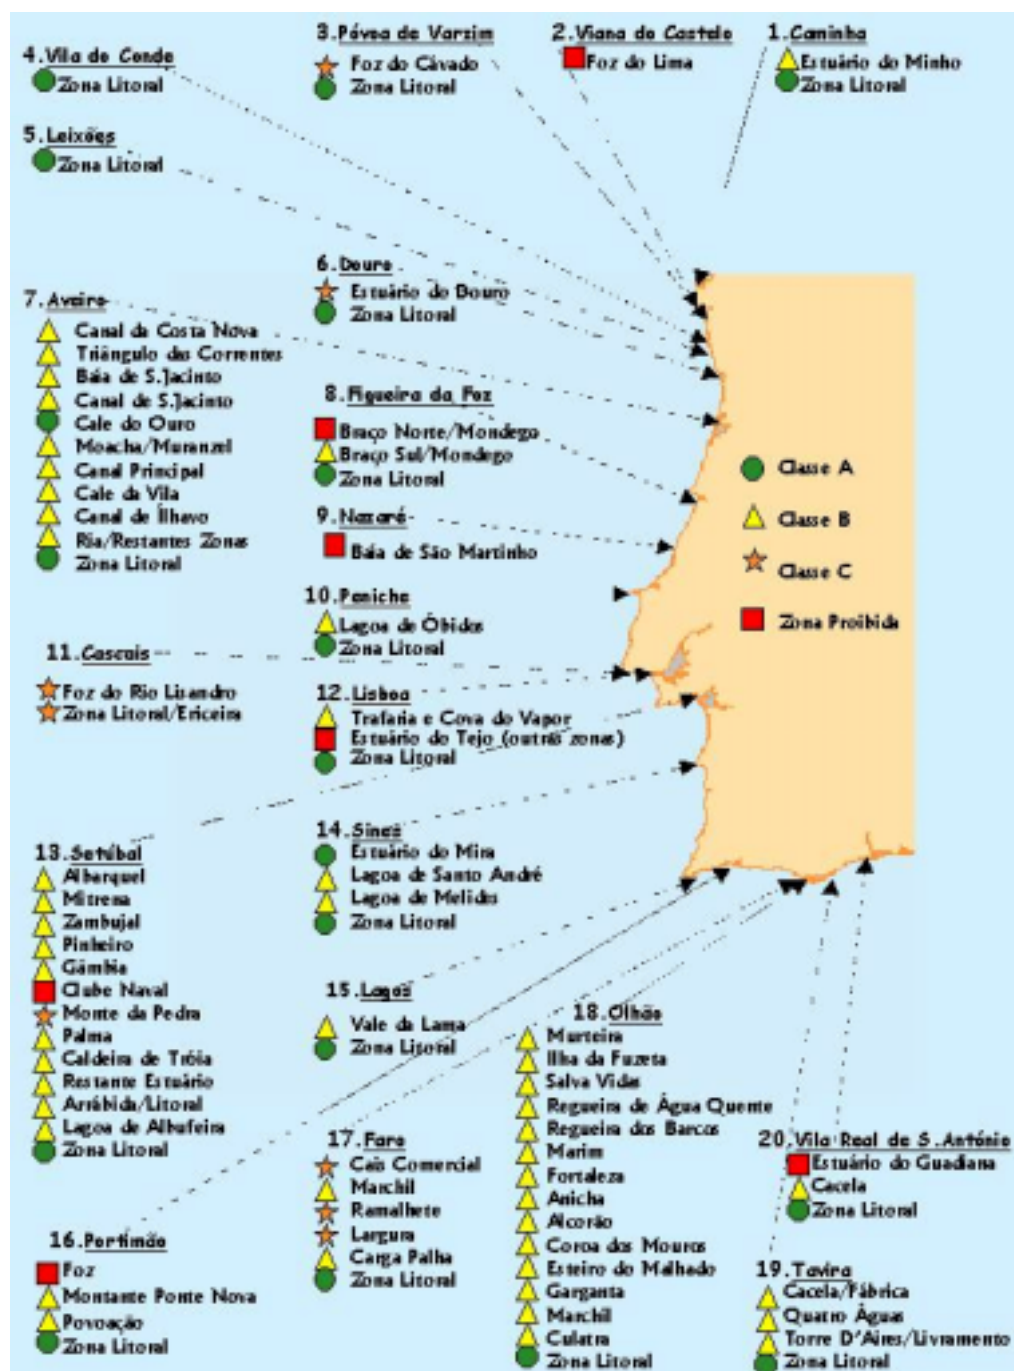 1.Caminha
Estuário do Minho
Zona Litoral
2.Viana do Castelo
Foz do Lima
3.Póvoa de Varzim
Foz do Cávado
Zona Litoral
4.Vila do Conde
Zona Litoral
5.Leixões
Zona Litoral
6.Douro
Estuário do Douro
Zona Litoral
7.Aveiro
Canal da Costa Nova
Triângulo das Correntes
Baia de S.Jacinto
Canal de S.Jacinto
Cale do Ouro
Moacha/Muranzel
Canal Principal
Cale da Vila
Canal de Ílhavo
Ria/Restantes Zonas
Zona Litoral
8.Figueira da Foz
Braço Norte/Mondego
Braço Sul/Mondego
Zona Litoral
9.Nazaré
Baía de São Martinho
10.Peniche
Lagoa de Óbidos
Zona Litoral
11.Cascais
Foz do Rio Lisandro
Zona Litoral/Ericeira
12.Lisboa
Trafaria e Cova do Vapor
Estuário do Tejo (outras zonas)
Zona Litoral
13.Setúbal
Albarquel
Mitrena
Zambujal
Pinheiro
Gâmbia
Clube Naval
Monte da Pedra
Palma
Caldeira de Tróia
Restante Estuário
Arrábida/Litoral
Lagoa de Albufeira
Zona Litoral
14.Sines
Estuário do Mira
Lagoa de Santo André
Lagoa de Melides
Zona Litoral
15.Lagos
Vale da Lama
Zona Litoral
16.Portimão
Foz
Montante Ponte Nova
Povoação
Zona Litoral
17.Faro
Cais Comercial
Marchil
Ramalhete
Largura
Carga Palha
Zona Litoral
18.Olhão
Murteira
Ilha da Fuzeta
Salva Vidas
Regueira de Água Quente
Regueira dos Barcos
Marim
Fortaleza
Anicha
Alcorão
Coroa dos Mouros
Esteiro do Malhado
Garganta
Marchil
Culatra
Zona Litoral
19.Tavira
Cacela/Fábrica
Quatro Águas
Torre D'Aires/Livramento
Zona Litoral
20.Vila Real de S.António
Estuário do Guadiana
Cacela
Zona Litoral
Classe A
Classe B
Classe C
Zona Proibida